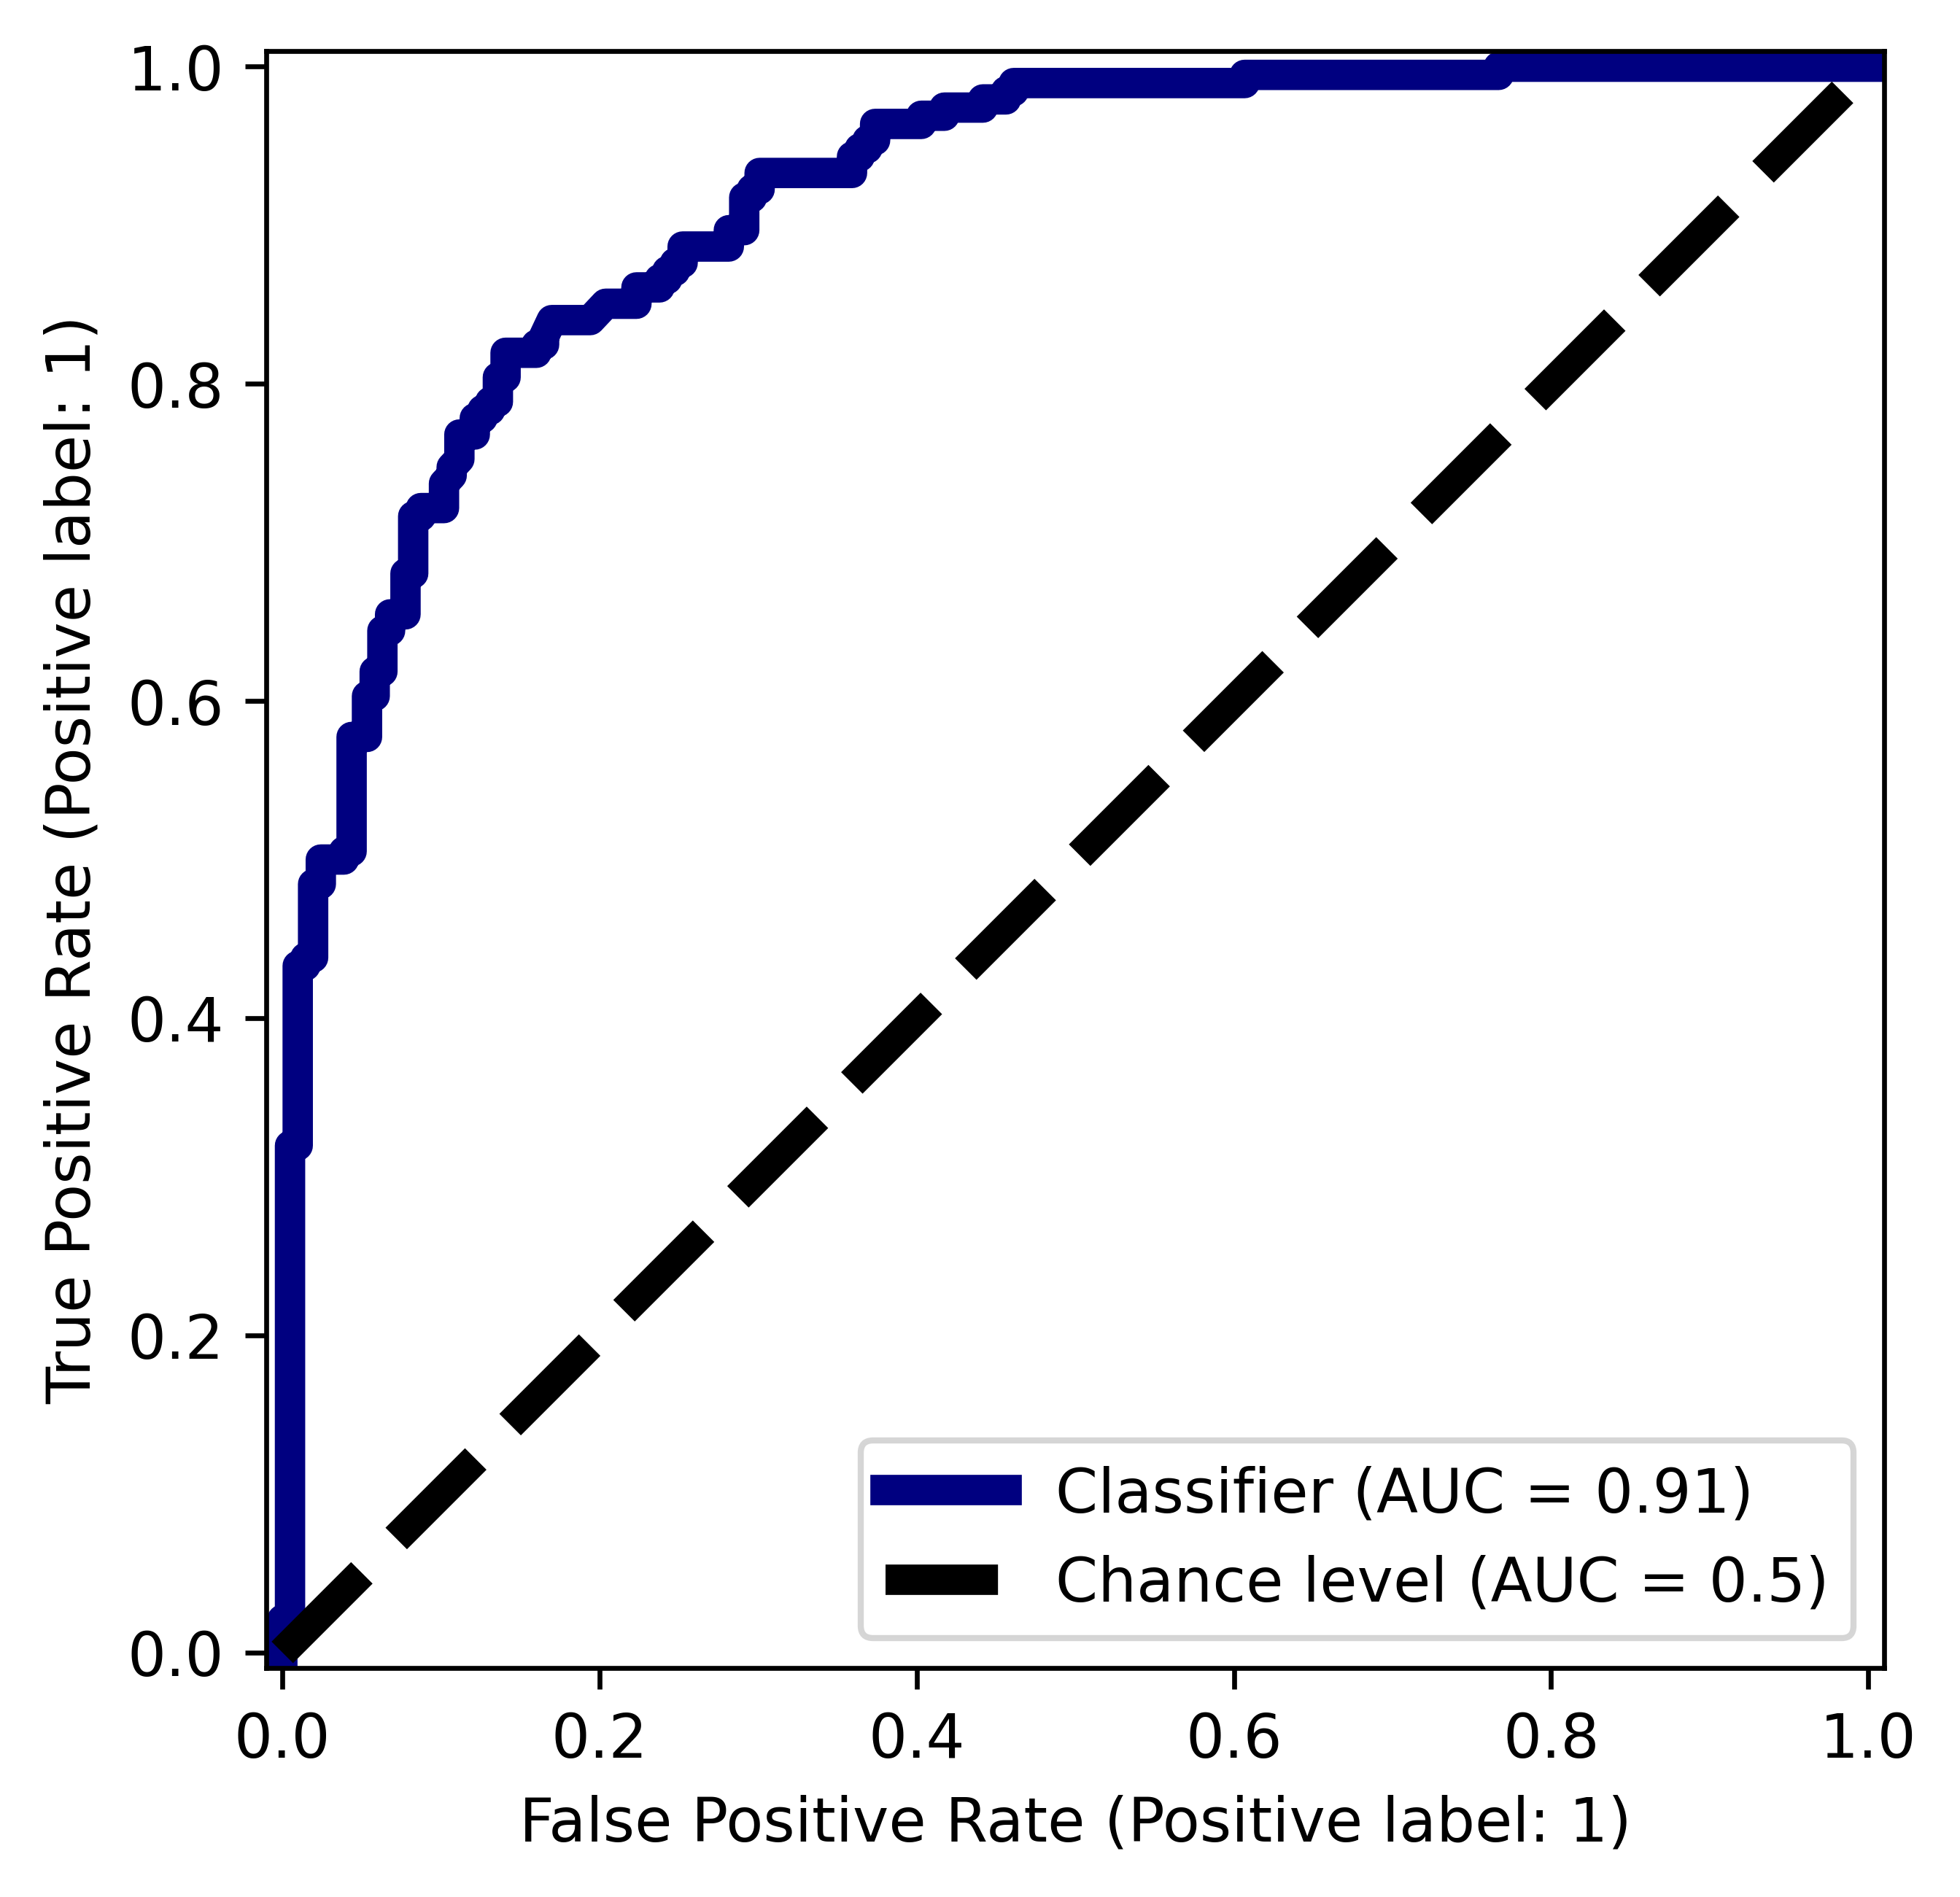 1.0
0.8
0.6
0.4
0.2
0.0
True Positive Rate (Positive label: 1)
Classifier (AUC = 0.91)
Chance level (AUC = 0.5)
0.0 0.2 0.4 0.6 0.8 1.0
False Positive Rate (Positive label: 1)